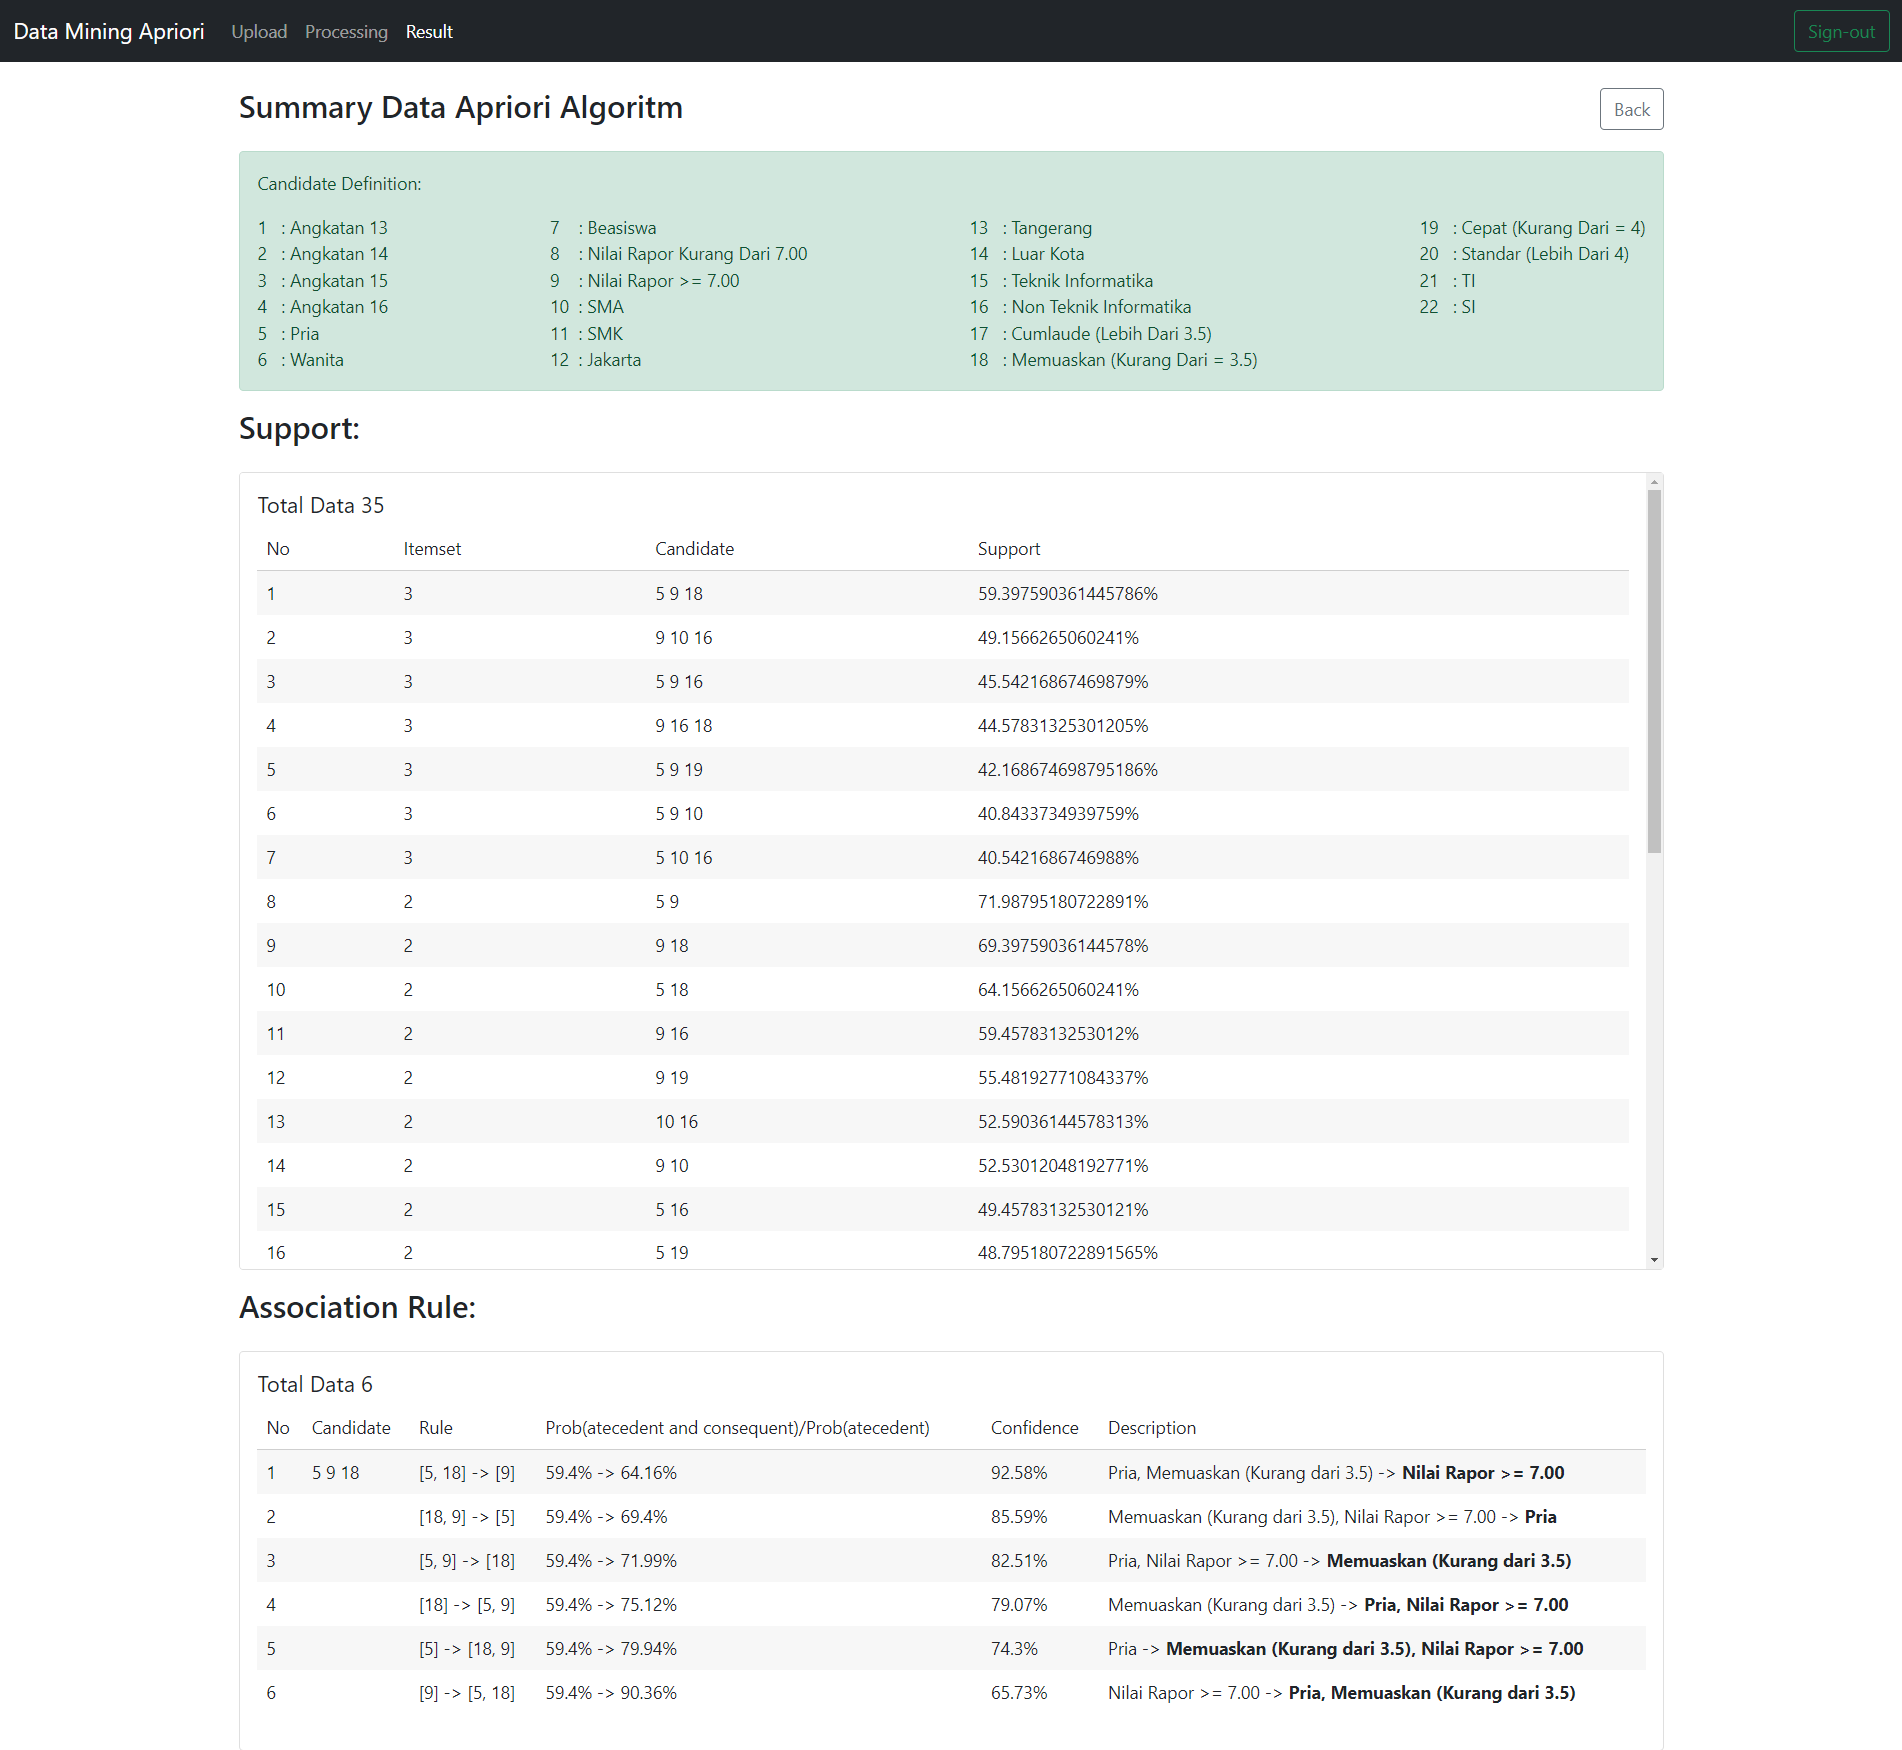 Data Mining Apriori Upload Processing Result Sign-out
Summary Data Apriori Algoritm Back
Candidate Definition:
1 : Angkatan 13
2 : Angkatan 14
3 : Angkatan 15
4 : Angkatan 16
5 : Pria
6 : Wanita
7 : Beasiswa
8 : Nilai Rapor Kurang Dari 7.00
9 : Nilai Rapor >= 7.00
10 : SMA
11 : SMK
12 : Jakarta
13 : Tangerang
14 : Luar Kota
15 : Teknik Informatika
16 : Non Teknik Informatika
17 : Cumlaude (Lebih Dari 3.5)
18 : Memuaskan (Kurang Dari = 3.5)
19 : Cepat (Kurang Dari = 4)
20 : Standar (Lebih Dari 4)
21 : TI
22 : SI
Support:
Total Data 35
No Itemset Candidate Support
1 3 5 9 18 59.397590361445786%
2 3 9 10 16 49.1566265060241%
3 3 5 9 16 45.54216867469879%
4 3 9 16 18 44.57831325301205%
5 3 5 9 19 42.168674698795186%
6 3 5 9 10 40.8433734939759%
7 3 5 10 16 40.5421686746988%
8 2 5 9 71.98795180722891%
9 2 9 18 69.39759036144578%
10 2 5 18 64.1566265060241%
11 2 9 16 59.4578313253012%
12 2 9 19 55.48192771084337%
13 2 10 16 52.59036144578313%
14 2 9 10 52.53012048192771%
15 2 5 16 49.45783132530121%
16 2 5 19 48.795180722891565%
Association Rule:
Total Data 6
No Candidate Rule Prob(atecedent and consequent)/Prob(atecedent) Confidence Description
1 5 9 18 [5, 18] -> [9] 59.4% -> 64.16% 92.58% Pria, Memuaskan (Kurang dari 3.5) -> Nilai Rapor >= 7.00
2 [18, 9] -> [5] 59.4% -> 69.4% 85.59% Memuaskan (Kurang dari 3.5), Nilai Rapor >= 7.00 -> Pria
3 [5, 9] -> [18] 59.4% -> 71.99% 82.51% Pria, Nilai Rapor >= 7.00 -> Memuaskan (Kurang dari 3.5)
4 [18] -> [5, 9] 59.4% -> 75.12% 79.07% Memuaskan (Kurang dari 3.5) -> Pria, Nilai Rapor >= 7.00
5 [5] -> [18, 9] 59.4% -> 79.94% 74.3% Pria -> Memuaskan (Kurang dari 3.5), Nilai Rapor >= 7.00
6 [9] -> [5, 18] 59.4% -> 90.36% 65.73% Nilai Rapor >= 7.00 -> Pria, Memuaskan (Kurang dari 3.5)